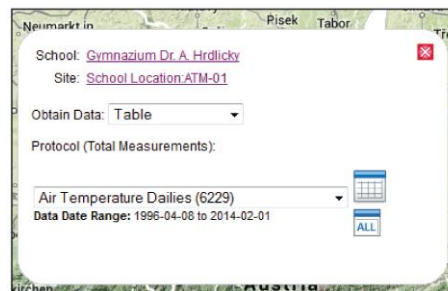 Neumarkt in
Pisek Tabor
School: Gymnazium Dr. A. Hrdlicky
Site: School Location:ATM-01
Obtain Data: Table
Protocol (Total Measurements):
Air Temperature Dailies (6229)
Data Date Range: 1996-04-08 to 2014-02-01
ALL
Austria